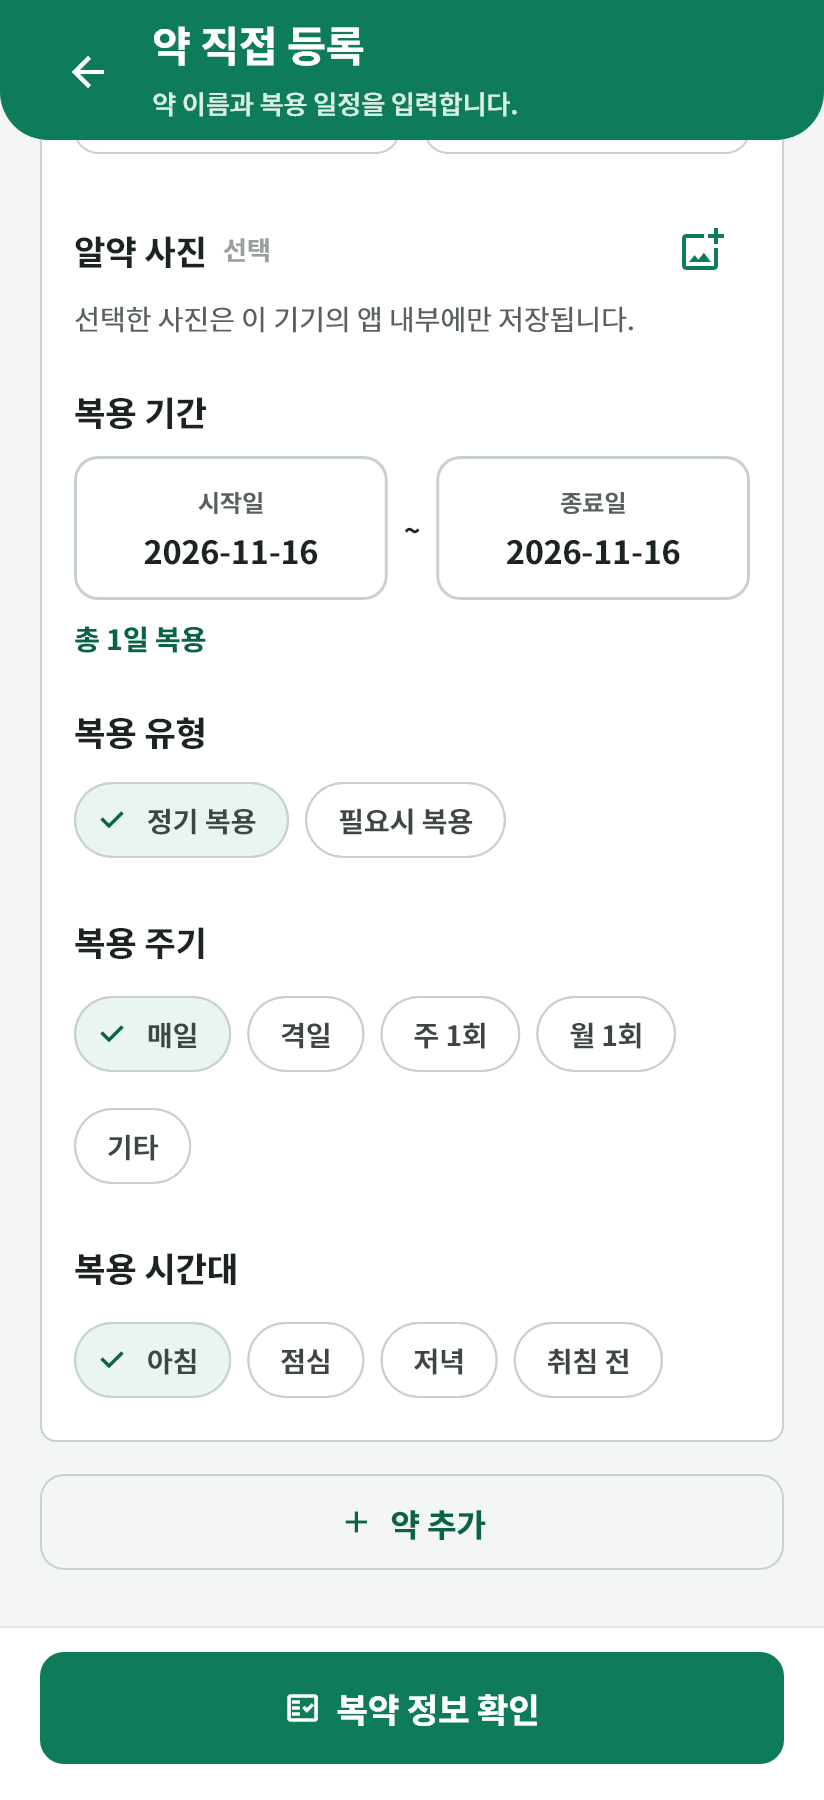 약 직접 등록
약 이름과 복용 일정을 입력합니다.
알약 사진 선택
선택한 사진은 이 기기의 앱 내부에만 저장됩니다.
복용 기간
시작일 종료일
2026-11-16 ~ 2026-11-16
총 1일 복용
복용 유형
정기 복용 필요시 복용
복용 주기
매일 격일 주 1회 월 1회
기타
복용 시간대
아침 점심 저녁 취침 전
+ 약 추가
복약 정보 확인